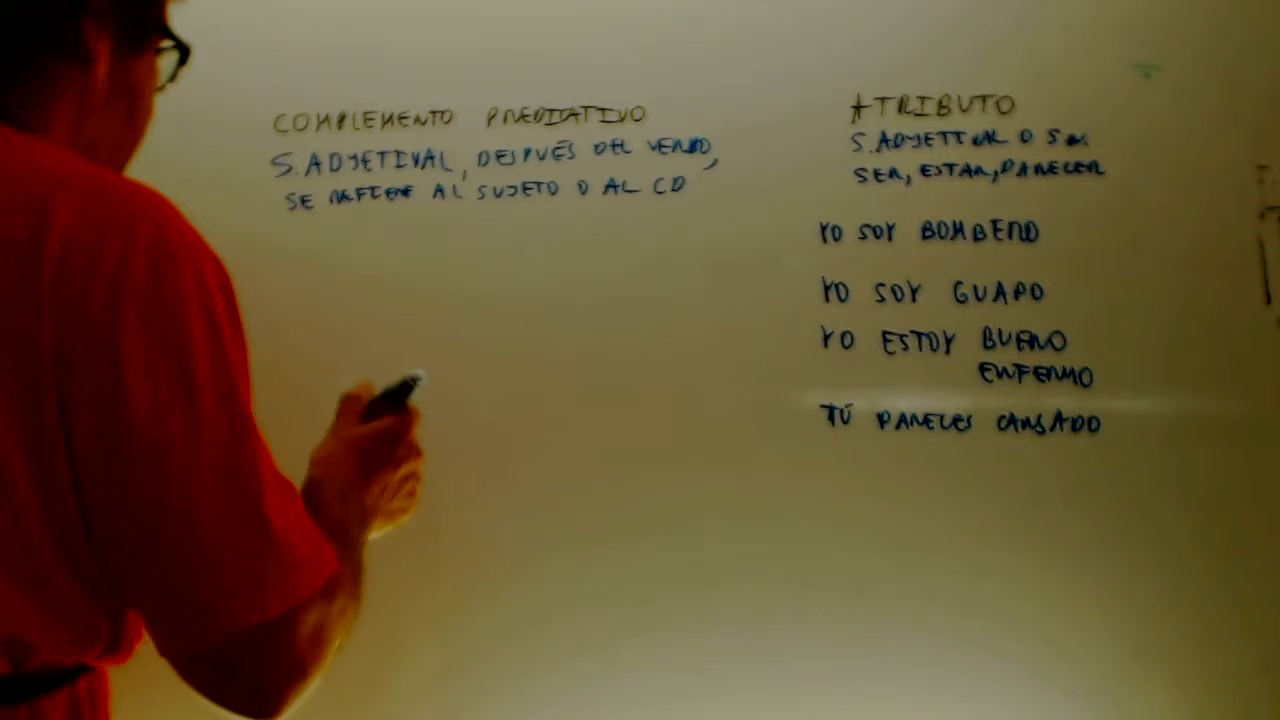 COMPLEMENTO PREDICATIVO
S. ADJETIVAL, DESPUÉS DEL VERBO,
SE REFIERE AL SUJETO O AL CD
ATRIBUTO
S. ADJETIVAL O S.
SER, ESTAR, PARECER
YO SOY BOMBERO
YO SOY GUAPO
YO ESTOY BUENO
ENFERMO
TÚ PARECES CANSADO